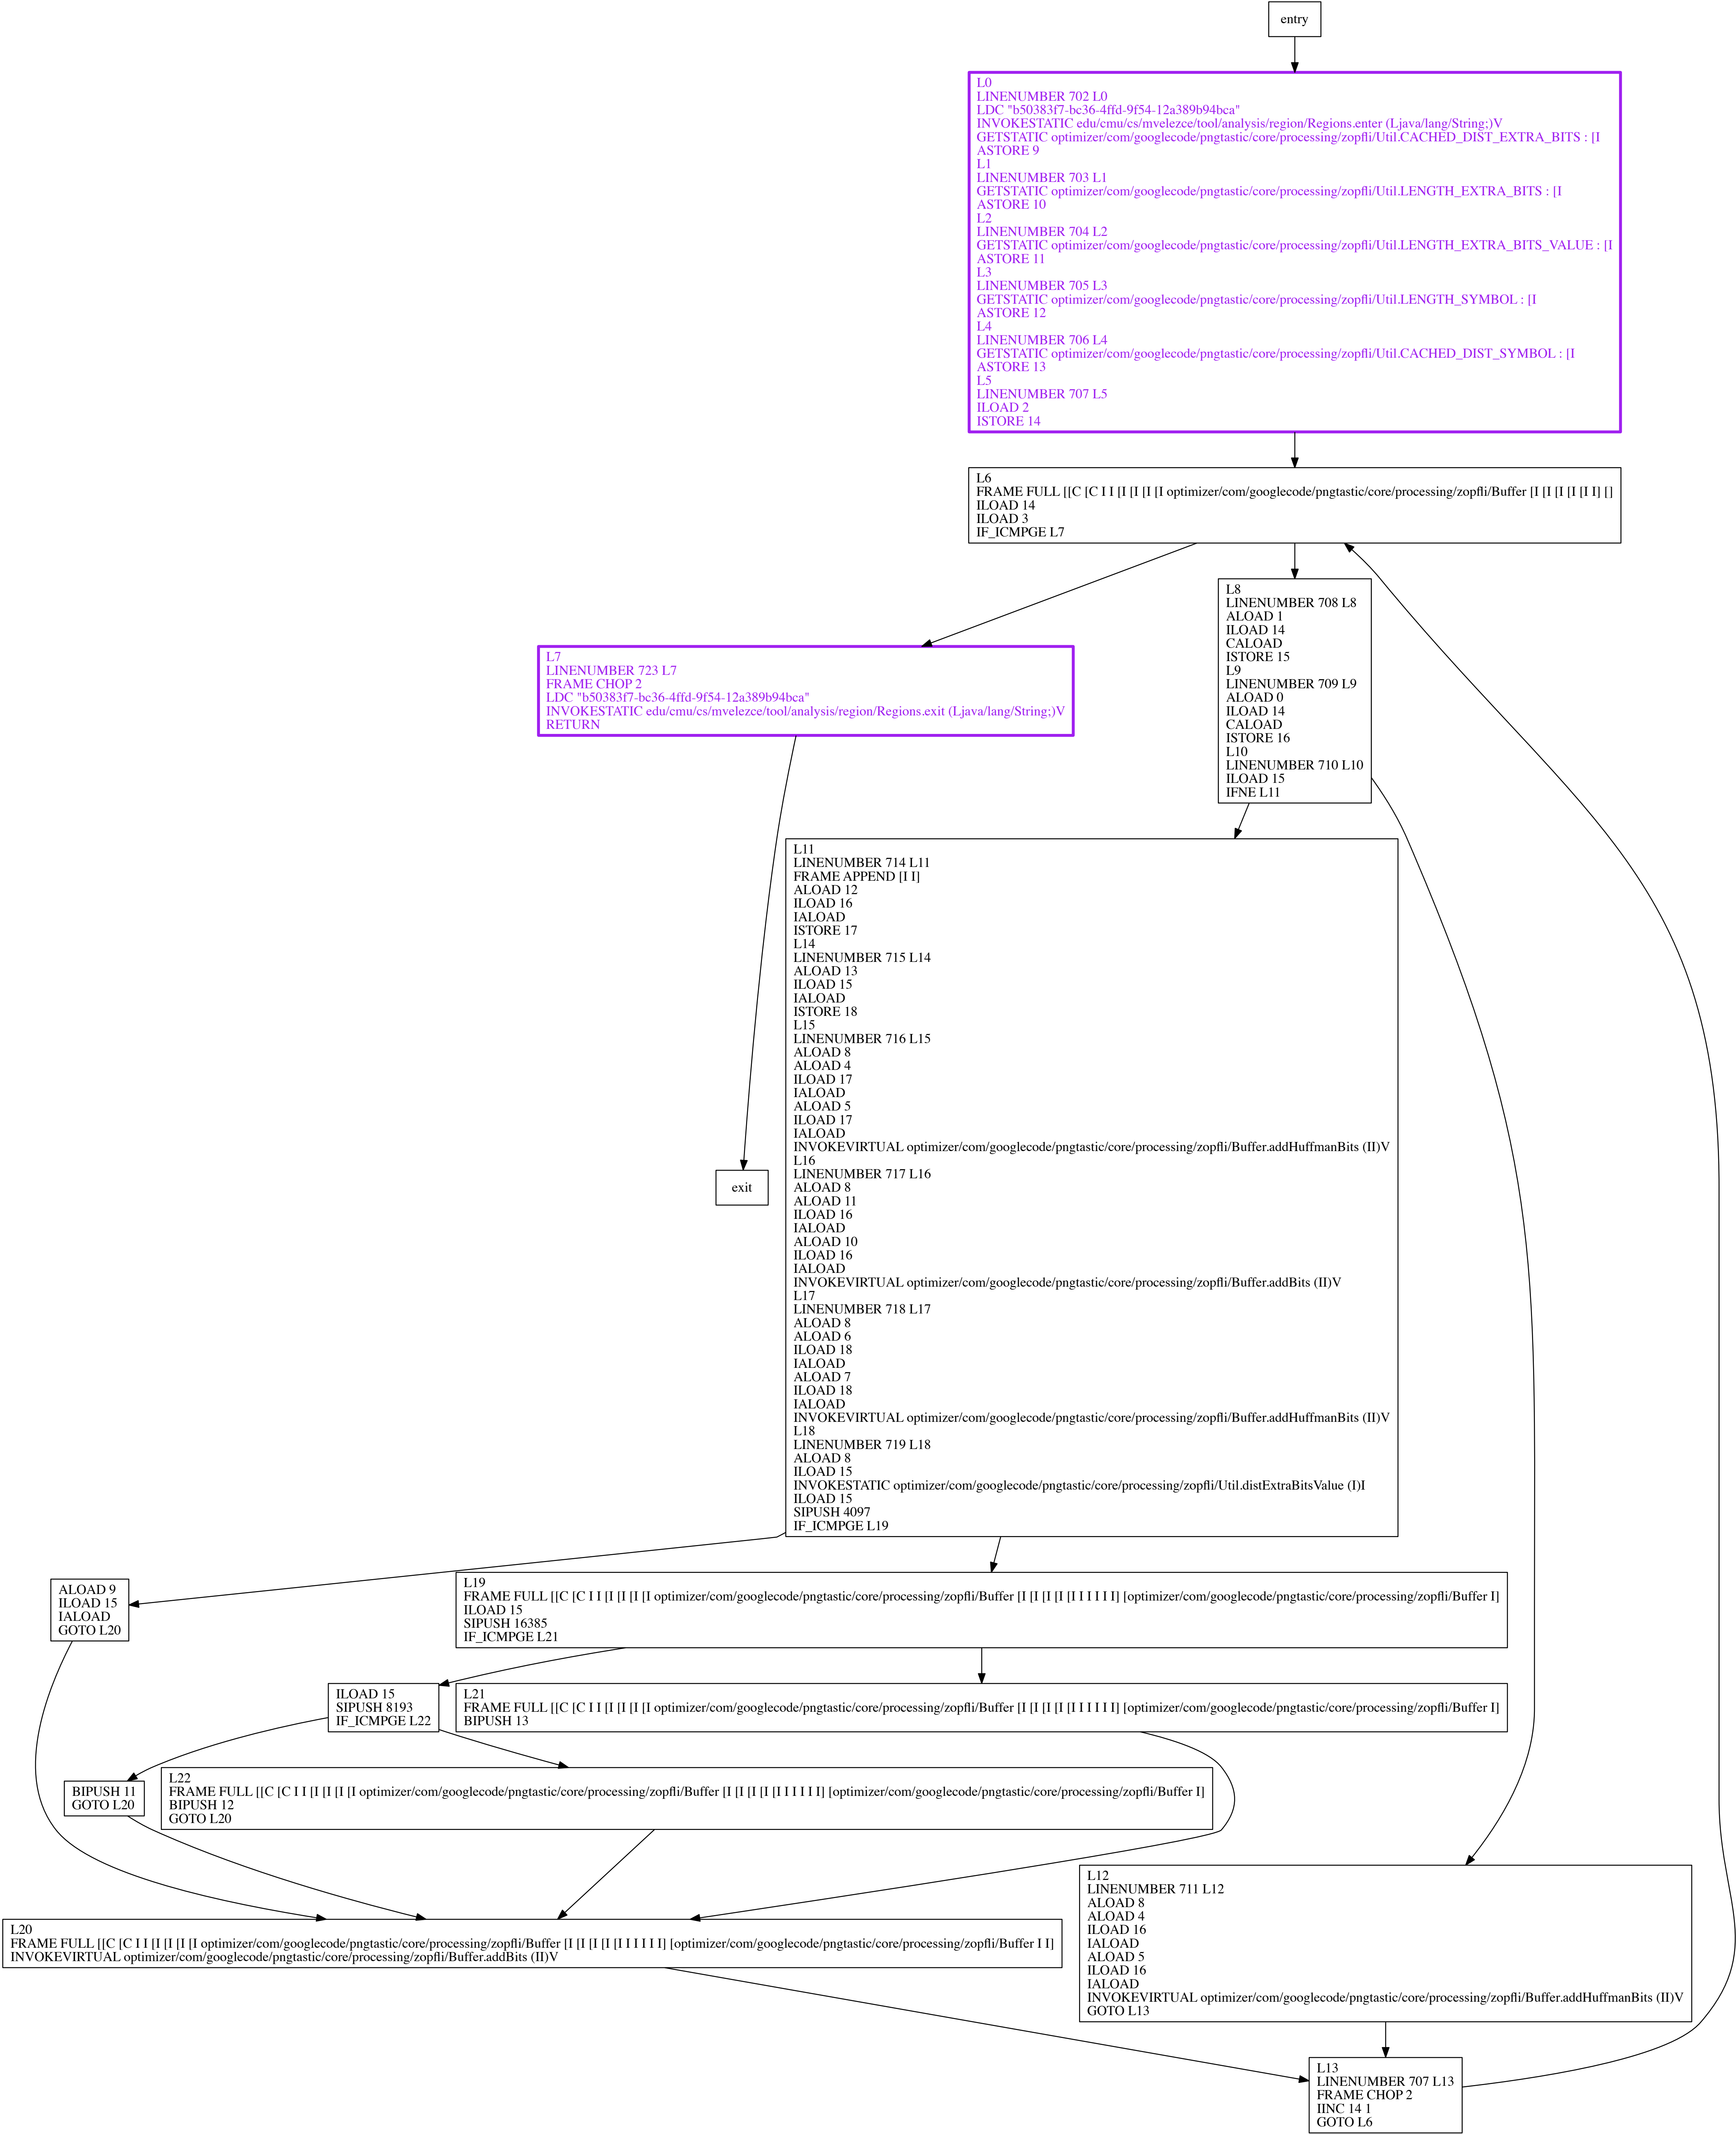 entry
L0
LINENUMBER 702 L0
LDC "b50383f7-bc36-4ffd-9f54-12a389b94bca"
INVOKESTATIC edu/cmu/cs/mvelezce/tool/analysis/region/Regions.enter (Ljava/lang/String;)V
GETSTATIC optimizer/com/googlecode/pngtastic/core/processing/zopfli/Util.CACHED_DIST_EXTRA_BITS : [I
ASTORE 9
L1
LINENUMBER 703 L1
GETSTATIC optimizer/com/googlecode/pngtastic/core/processing/zopfli/Util.LENGTH_EXTRA_BITS : [I
ASTORE 10
L2
LINENUMBER 704 L2
GETSTATIC optimizer/com/googlecode/pngtastic/core/processing/zopfli/Util.LENGTH_EXTRA_BITS_VALUE : [I
ASTORE 11
L3
LINENUMBER 705 L3
GETSTATIC optimizer/com/googlecode/pngtastic/core/processing/zopfli/Util.LENGTH_SYMBOL : [I
ASTORE 12
L4
LINENUMBER 706 L4
GETSTATIC optimizer/com/googlecode/pngtastic/core/processing/zopfli/Util.CACHED_DIST_SYMBOL : [I
ASTORE 13
L5
LINENUMBER 707 L5
ILOAD 2
ISTORE 14
L6
FRAME FULL [[C [C I I [I [I [I [I optimizer/com/googlecode/pngtastic/core/processing/zopfli/Buffer [I [I [I [I [I I] []
ILOAD 14
ILOAD 3
IF_ICMPGE L7
L7
LINENUMBER 723 L7
FRAME CHOP 2
LDC "b50383f7-bc36-4ffd-9f54-12a389b94bca"
INVOKESTATIC edu/cmu/cs/mvelezce/tool/analysis/region/Regions.exit (Ljava/lang/String;)V
RETURN
L8
LINENUMBER 708 L8
ALOAD 1
ILOAD 14
CALOAD
ISTORE 15
L9
LINENUMBER 709 L9
ALOAD 0
ILOAD 14
CALOAD
ISTORE 16
L10
LINENUMBER 710 L10
ILOAD 15
IFNE L11
exit
L11
LINENUMBER 714 L11
FRAME APPEND [I I]
ALOAD 12
ILOAD 16
IALOAD
ISTORE 17
L14
LINENUMBER 715 L14
ALOAD 13
ILOAD 15
IALOAD
ISTORE 18
L15
LINENUMBER 716 L15
ALOAD 8
ALOAD 4
ILOAD 17
IALOAD
ALOAD 5
ILOAD 17
IALOAD
INVOKEVIRTUAL optimizer/com/googlecode/pngtastic/core/processing/zopfli/Buffer.addHuffmanBits (II)V
L16
LINENUMBER 717 L16
ALOAD 8
ALOAD 11
ILOAD 16
IALOAD
ALOAD 10
ILOAD 16
IALOAD
INVOKEVIRTUAL optimizer/com/googlecode/pngtastic/core/processing/zopfli/Buffer.addBits (II)V
L17
LINENUMBER 718 L17
ALOAD 8
ALOAD 6
ILOAD 18
IALOAD
ALOAD 7
ILOAD 18
IALOAD
INVOKEVIRTUAL optimizer/com/googlecode/pngtastic/core/processing/zopfli/Buffer.addHuffmanBits (II)V
L18
LINENUMBER 719 L18
ALOAD 8
ILOAD 15
INVOKESTATIC optimizer/com/googlecode/pngtastic/core/processing/zopfli/Util.distExtraBitsValue (I)I
ILOAD 15
SIPUSH 4097
IF_ICMPGE L19
ALOAD 9
ILOAD 15
IALOAD
GOTO L20
L19
FRAME FULL [[C [C I I [I [I [I [I optimizer/com/googlecode/pngtastic/core/processing/zopfli/Buffer [I [I [I [I [I I I I I I] [optimizer/com/googlecode/pngtastic/core/processing/zopfli/Buffer I]
ILOAD 15
SIPUSH 16385
IF_ICMPGE L21
ILOAD 15
SIPUSH 8193
IF_ICMPGE L22
L21
FRAME FULL [[C [C I I [I [I [I [I optimizer/com/googlecode/pngtastic/core/processing/zopfli/Buffer [I [I [I [I [I I I I I I] [optimizer/com/googlecode/pngtastic/core/processing/zopfli/Buffer I]
BIPUSH 13
BIPUSH 11
GOTO L20
L22
FRAME FULL [[C [C I I [I [I [I [I optimizer/com/googlecode/pngtastic/core/processing/zopfli/Buffer [I [I [I [I [I I I I I I] [optimizer/com/googlecode/pngtastic/core/processing/zopfli/Buffer I]
BIPUSH 12
GOTO L20
L12
LINENUMBER 711 L12
ALOAD 8
ALOAD 4
ILOAD 16
IALOAD
ALOAD 5
ILOAD 16
IALOAD
INVOKEVIRTUAL optimizer/com/googlecode/pngtastic/core/processing/zopfli/Buffer.addHuffmanBits (II)V
GOTO L13
L20
FRAME FULL [[C [C I I [I [I [I [I optimizer/com/googlecode/pngtastic/core/processing/zopfli/Buffer [I [I [I [I [I I I I I I] [optimizer/com/googlecode/pngtastic/core/processing/zopfli/Buffer I I]
INVOKEVIRTUAL optimizer/com/googlecode/pngtastic/core/processing/zopfli/Buffer.addBits (II)V
L13
LINENUMBER 707 L13
FRAME CHOP 2
IINC 14 1
GOTO L6